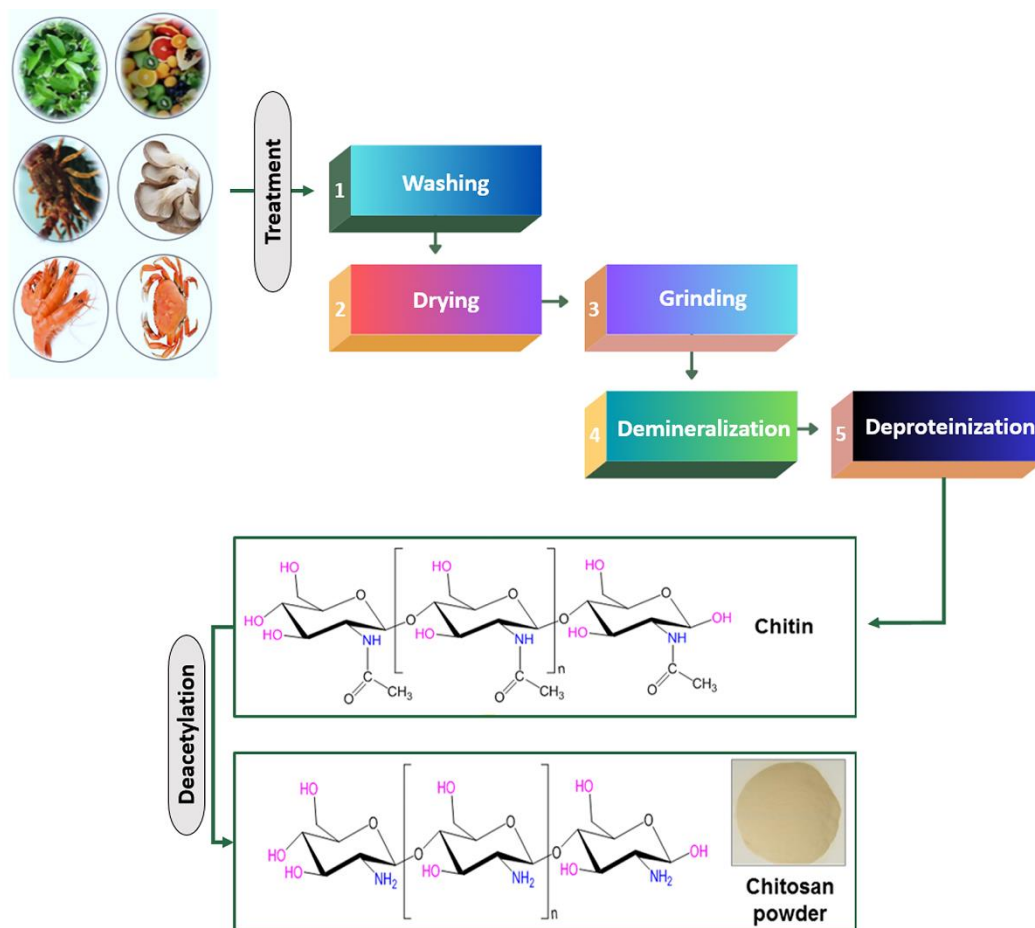 Treatment
1
Washing
2
Drying
3
Grinding
4
Demineralization
5
Deproteinization
HO
O
HO
HO
NH
C
O
CH3
O
HO
O
HO
NH
C
O
CH3
n
O
HO
O
HO
OH
NH
C
O
CH3
Chitin
Deacetylation
HO
O
HO
HO
NH2
O
HO
O
HO
NH2
n
O
HO
O
HO
OH
NH2
Chitosan
powder